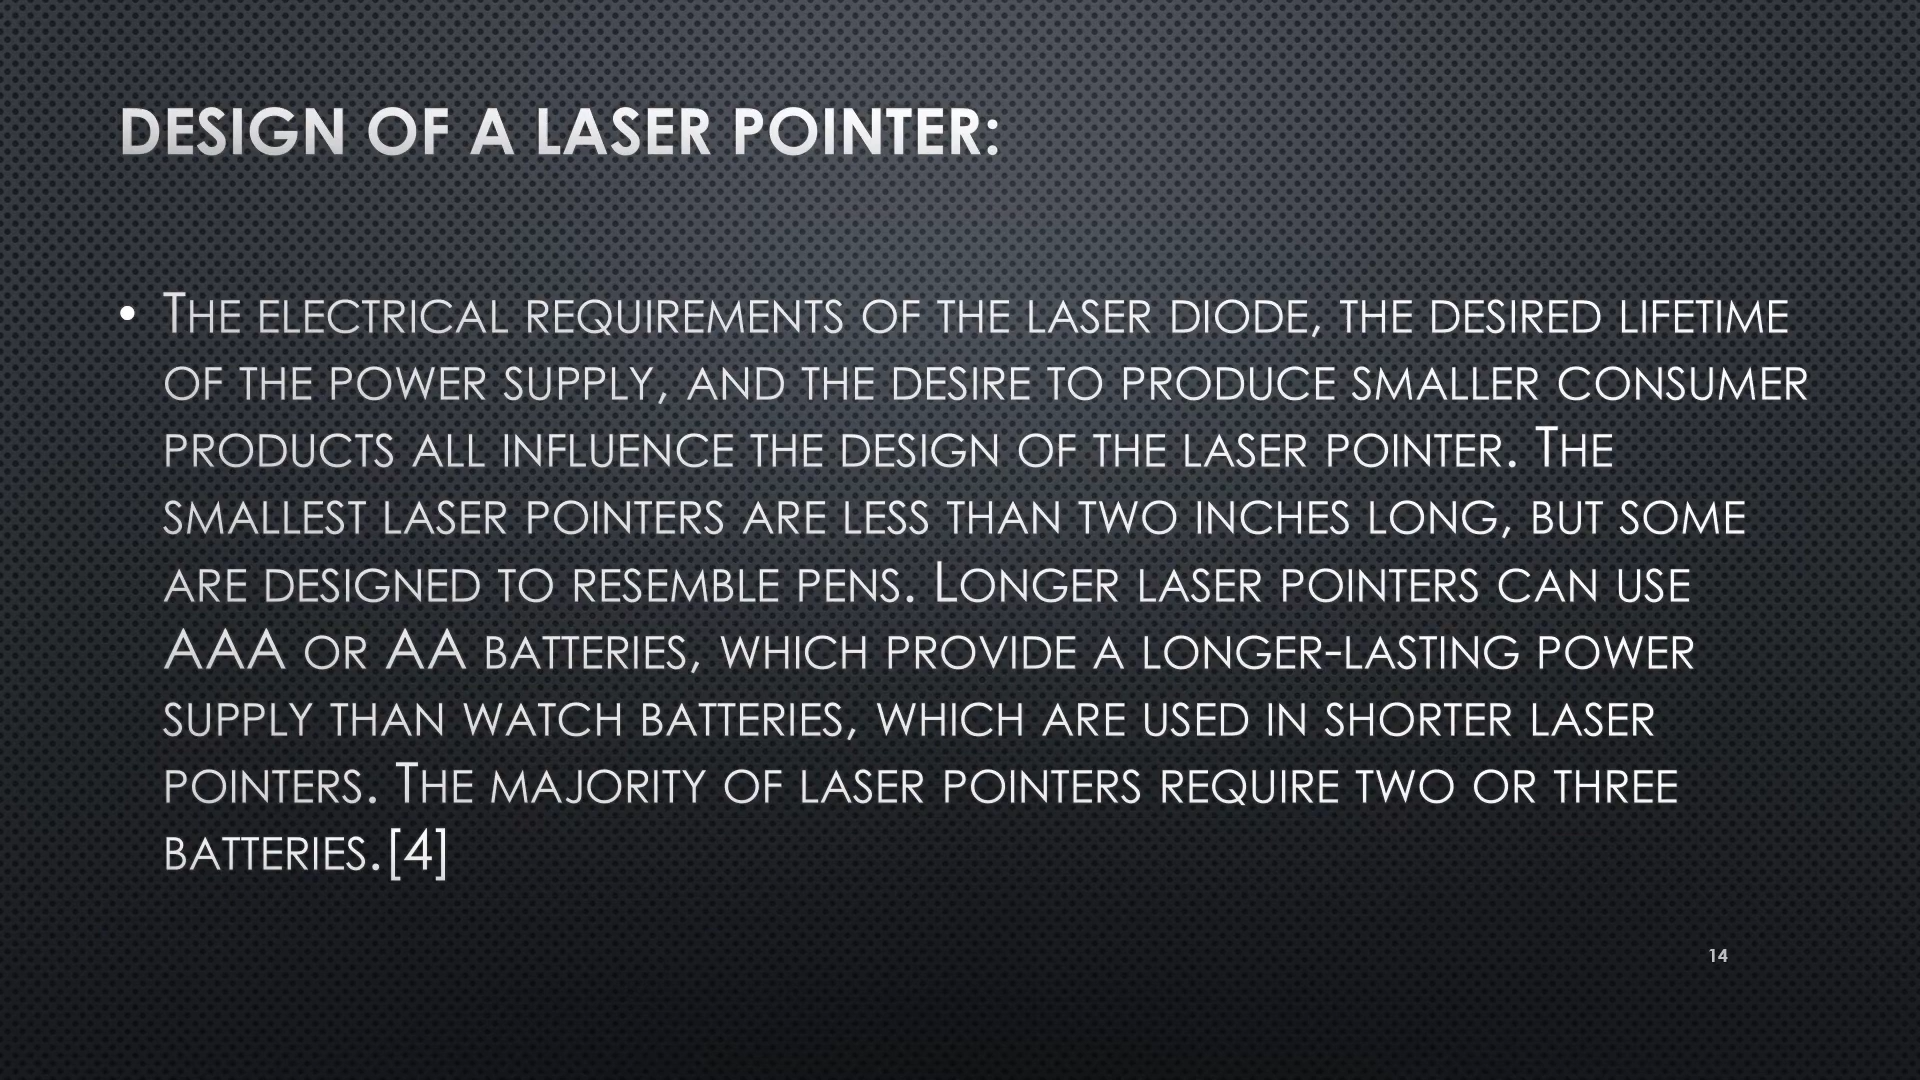 DESIGN OF A LASER POINTER:
• THE ELECTRICAL REQUIREMENTS OF THE LASER DIODE, THE DESIRED LIFETIME
OF THE POWER SUPPLY, AND THE DESIRE TO PRODUCE SMALLER CONSUMER
PRODUCTS ALL INFLUENCE THE DESIGN OF THE LASER POINTER. THE
SMALLEST LASER POINTERS ARE LESS THAN TWO INCHES LONG, BUT SOME
ARE DESIGNED TO RESEMBLE PENS. LONGER LASER POINTERS CAN USE
AAA OR AA BATTERIES, WHICH PROVIDE A LONGER-LASTING POWER
SUPPLY THAN WATCH BATTERIES, WHICH ARE USED IN SHORTER LASER
POINTERS. THE MAJORITY OF LASER POINTERS REQUIRE TWO OR THREE
BATTERIES.[4]
14